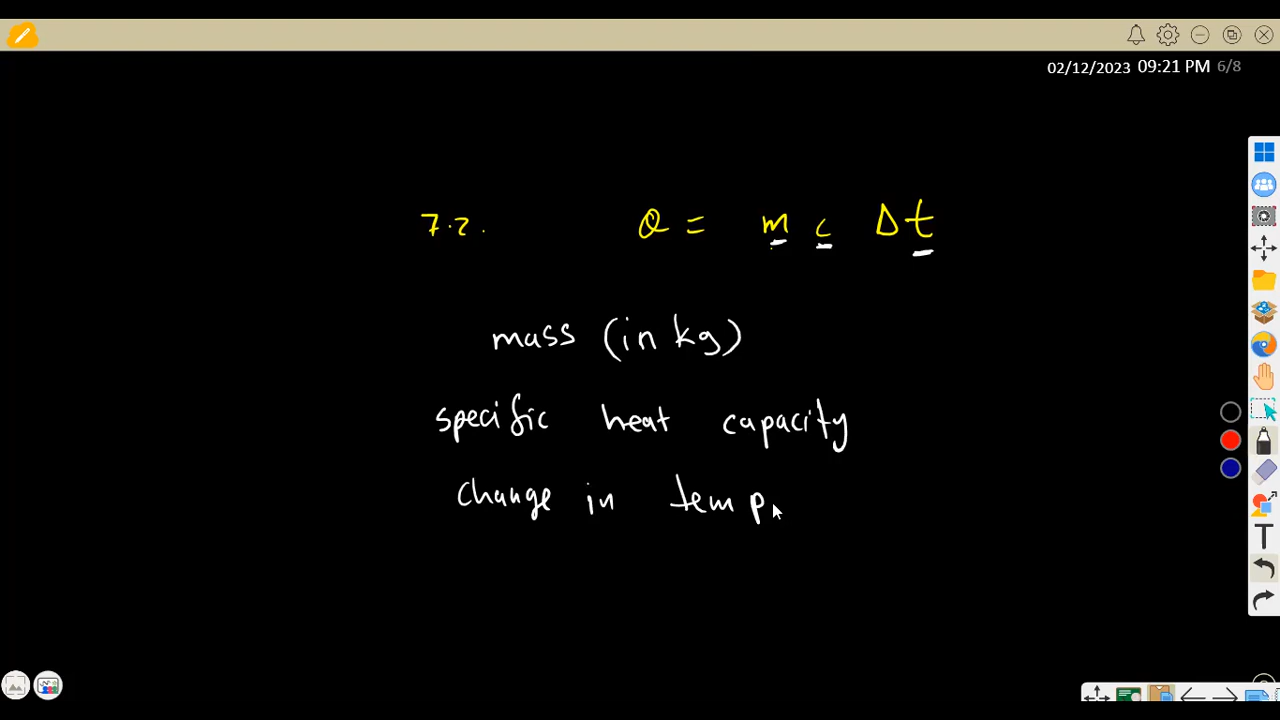 02/12/2023 09:21 PM 6/8
7.2. Q = m c Δt
mass (in kg)
specific heat capacity
change in temp.
T